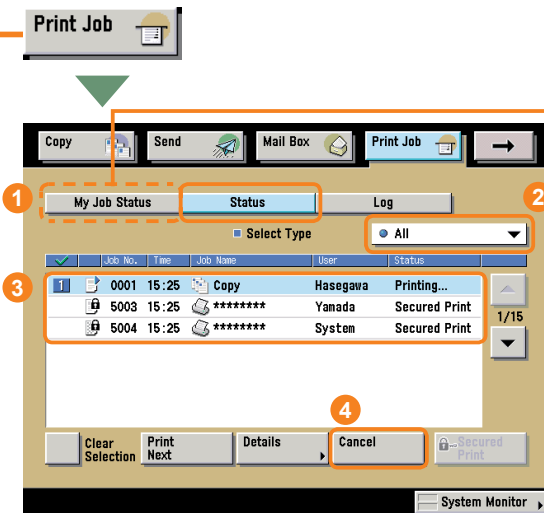 Print Job
Copy Send Mail Box Print Job
1 My Job Status Status Log 2
Select Type All
Job No. Time Job Name User Status
3 1 0001 15:25 Copy Hasegawa Printing...
5003 15:25 ******** Yamada Secured Print
5004 15:25 ******** System Secured Print
1/15
4
Clear Selection Print Next Details Cancel Secured Print
System Monitor